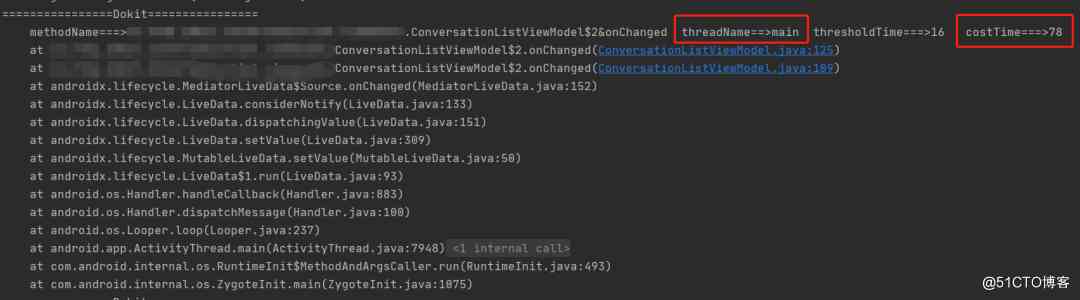 ================Dokit================
methodName===> .ConversationListViewModel$2&onChanged threadName==>main thresholdTime===>16 costTime===>78
at ConversationListViewModel$2.onChanged(ConversationListViewModel.java:125)
at ConversationListViewModel$2.onChanged(ConversationListViewModel.java:189)
at androidx.lifecycle.MediatorLiveData$Source.onChanged(MediatorLiveData.java:152)
at androidx.lifecycle.LiveData.considerNotify(LiveData.java:133)
at androidx.lifecycle.LiveData.dispatchingValue(LiveData.java:151)
at androidx.lifecycle.LiveData.setValue(LiveData.java:309)
at androidx.lifecycle.MutableLiveData.setValue(MutableLiveData.java:50)
at androidx.lifecycle.LiveData$1.run(LiveData.java:93)
at android.os.Handler.handleCallback(Handler.java:883)
at android.os.Handler.dispatchMessage(Handler.java:100)
at android.os.Looper.loop(Looper.java:237)
at android.app.ActivityThread.main(ActivityThread.java:7948) <1 internal call>
at com.android.internal.os.RuntimeInit$MethodAndArgsCaller.run(RuntimeInit.java:493)
at com.android.internal.os.ZygoteInit.main(ZygoteInit.java:1075)
@51CTO博客